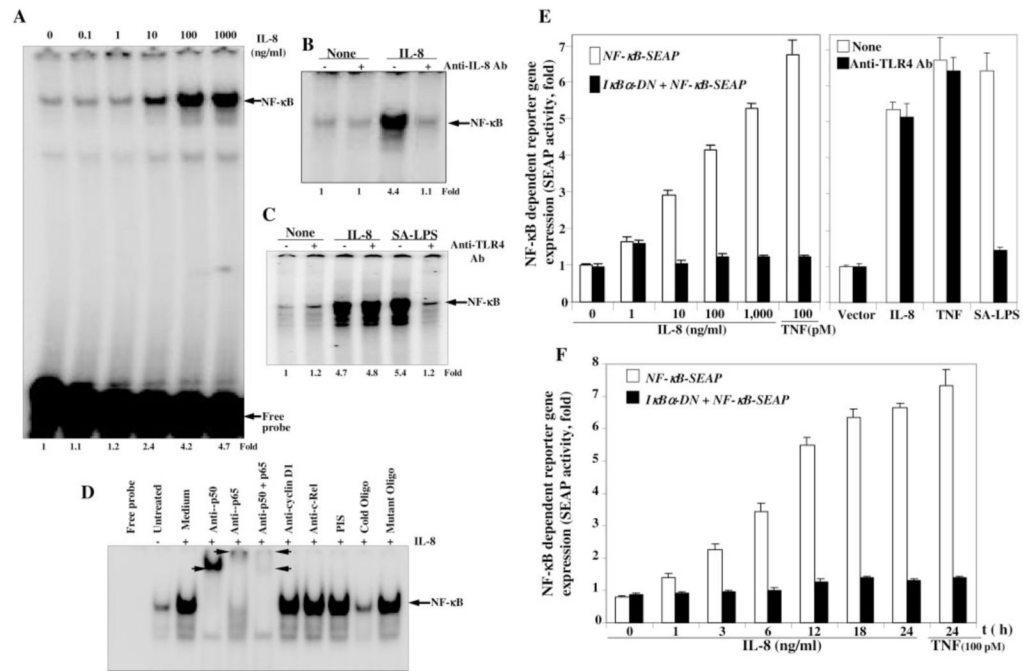 A
0 0.1 1 10 100 1000 IL-8 (ng/ml)
NF-κB
Free probe
1 1.1 1.2 2.4 4.2 4.7 Fold
B
None IL-8
- + - + Anti-IL-8 Ab
NF-κB
1 1 4.4 1.1 Fold
C
None IL-8 SA-LPS
- + - + - + Anti-TLR4 Ab
NF-κB
1 1.2 4.7 4.8 5.4 1.2 Fold
D
Free probe
Untreated
Medium
Anti--p50
Anti--p65
Anti-p50 + p65
Anti-cyclin D1
Anti-c-Rel
PIS
Cold Oligo
Mutant Oligo
- + + + + + + + + + IL-8
NF-κB
E
NF-κB dependent reporter gene
expression (SEAP activity, fold)
8
7
6
5
4
3
2
1
NF-κB-SEAP
IκBα-DN + NF-κB-SEAP
0 1 10 100 1,000 100
IL-8 (ng/ml) TNF(pM)
None
Anti-TLR4 Ab
Vector IL-8 TNF SA-LPS
F
NF-κB dependent reporter gene
expression (SEAP activity, fold)
8
7
6
5
4
3
2
1
0
NF-κB-SEAP
IκBα-DN + NF-κB-SEAP
0 1 3 6 12 18 24 24 t ( h)
IL-8 (ng/ml) TNF(100 pM)